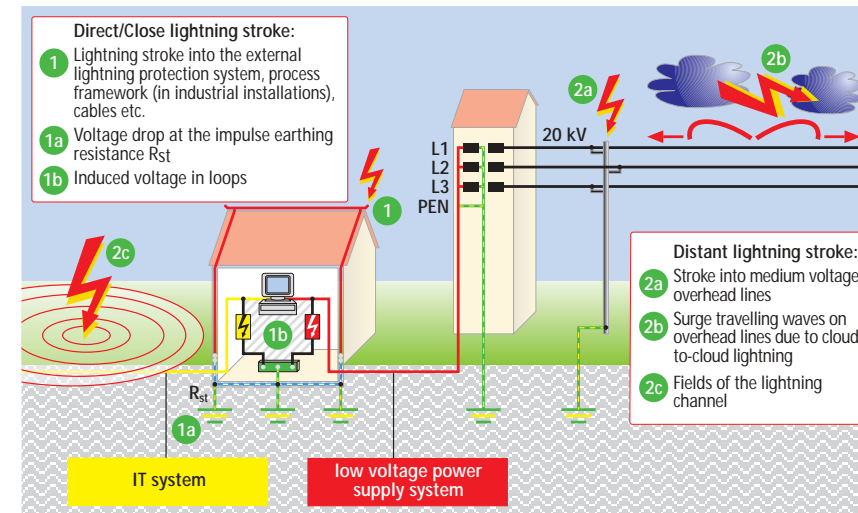 Direct/Close lightning stroke:
1 Lightning stroke into the external
lightning protection system, process
framework (in industrial installations),
cables etc.
1a Voltage drop at the impulse earthing
resistance Rst
1b Induced voltage in loops
2a
2b
20 kV
L1
L2
L3
PEN
1
2c
1b
Distant lightning stroke:
2a Stroke into medium voltage
overhead lines
2b Surge travelling waves on
overhead lines due to cloud
to-cloud lightning
2c Fields of the lightning
channel
Rst
1a
IT system
low voltage power
supply system